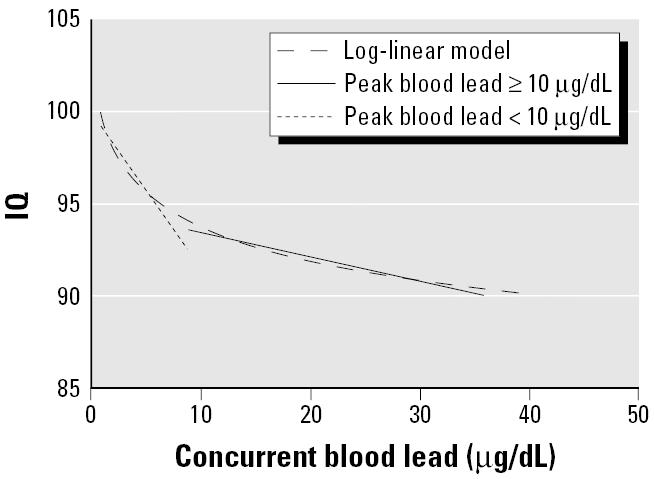 105
100
95
90
85
IQ
Log-linear model
Peak blood lead ≥ 10 μg/dL
Peak blood lead < 10 μg/dL
0 10 20 30 40 50
Concurrent blood lead (μg/dL)